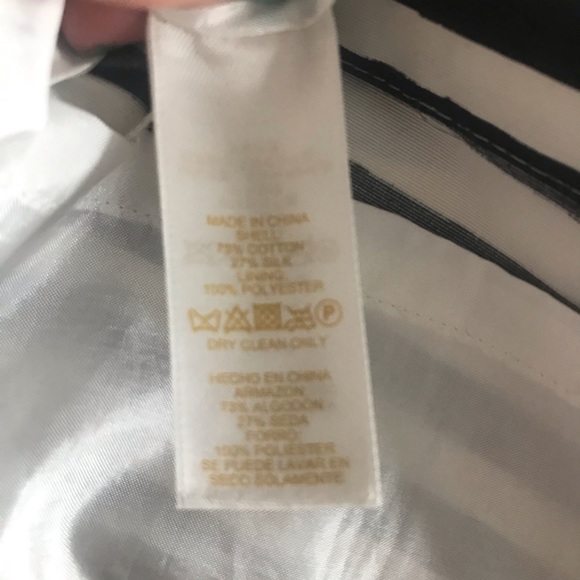 MADE IN CHINA
SHELL:
73% COTTON
27% SILK
LINING:
100% POLYESTER
P
DRY CLEAN ONLY
HECHO EN CHINA
ARMAZON:
73% ALGODON
27% SEDA
FORRO:
100% POLIESTER
SE PUEDE LAVAR EN
SECO SOLAMENTE